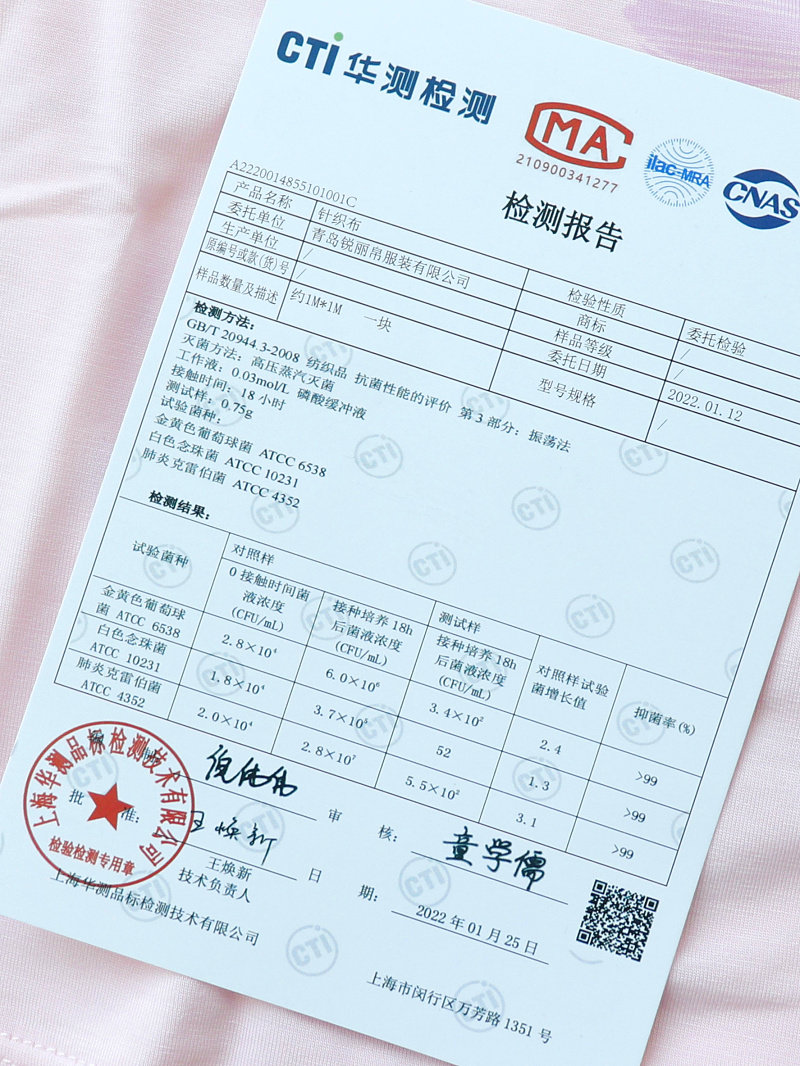 CTI 华测检测
MA
210900341277
ilac-MRA
CNAS
检测报告
A2220014855101001C
产品名称 针织布 检验性质 委托检验
委托单位 青岛锐丽帛服装有限公司 商标 /
生产单位 / 样品等级 /
原编号或款(货)号 / 委托日期 2022.01.12
样品数量及描述 约1M*1M 一块 型号规格 /
检测方法:
GB/T 20944.3-2008 纺织品 抗菌性能的评价 第3部分: 振荡法
灭菌方法: 高压蒸汽灭菌
工作液: 0.03mol/L 磷酸缓冲液
接触时间: 18 小时
测试样: 0.75g
试验菌种:
金黄色葡萄球菌 ATCC 6538
白色念珠菌 ATCC 10231
肺炎克雷伯菌 ATCC 4352
检测结果:
试验菌种
对照样
0 接触时间菌
液浓度
(CFU/mL)
接种培养18h
后菌液浓度
(CFU/mL)
测试样
接种培养18h
后菌液浓度
(CFU/mL)
对照样试验
菌增长值
抑菌率(%)
金黄色葡萄球
菌 ATCC 6538
2.8×10⁴ 6.0×10⁶ 3.4×10² 2.4 >99
白色念珠菌
ATCC 10231
1.8×10⁴ 3.7×10⁵ 52 1.3 >99
肺炎克雷伯菌
ATCC 4352
2.0×10⁴ 2.8×10⁷ 5.5×10² 3.1 >99
审 核:
童学儒
批 准:
王焕新
王焕新
技术负责人
日 期:
2022 年 01 月 25 日
上海华测品标检测技术有限公司
检验检测专用章
上海华测品标检测技术有限公司
上海市闵行区万芳路 1351 号